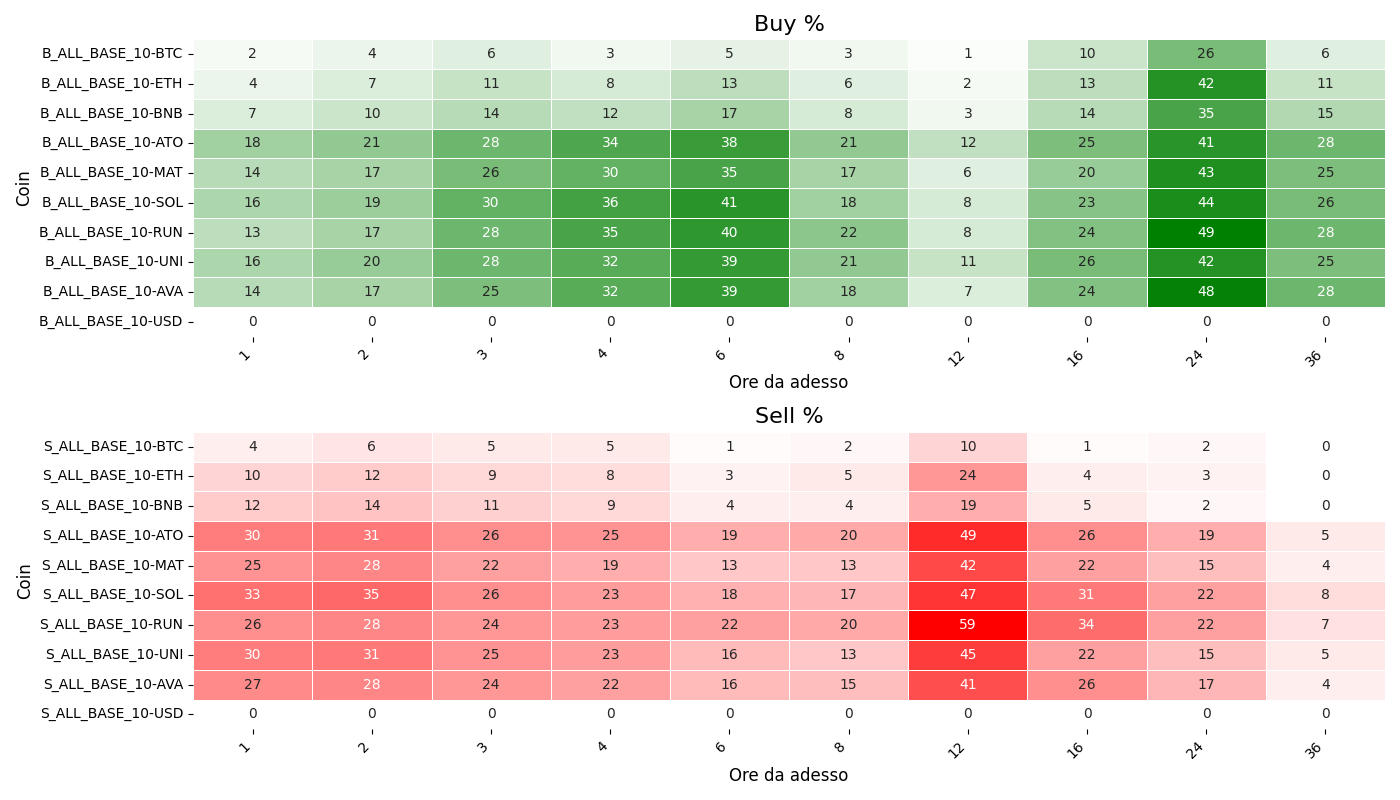 Buy %
Coin
B_ALL_BASE_10-BTC 2 4 6 3 5 3 1 10 26 6
B_ALL_BASE_10-ETH 4 7 11 8 13 6 2 13 42 11
B_ALL_BASE_10-BNB 7 10 14 12 17 8 3 14 35 15
B_ALL_BASE_10-ATO 18 21 28 34 38 21 12 25 41 28
B_ALL_BASE_10-MAT 14 17 26 30 35 17 6 20 43 25
B_ALL_BASE_10-SOL 16 19 30 36 41 18 8 23 44 26
B_ALL_BASE_10-RUN 13 17 28 35 40 22 8 24 49 28
B_ALL_BASE_10-UNI 16 20 28 32 39 21 11 26 42 25
B_ALL_BASE_10-AVA 14 17 25 32 39 18 7 24 48 28
B_ALL_BASE_10-USD 0 0 0 0 0 0 0 0 0 0
1 2 3 4 6 8 12 16 24 36
Ore da adesso
Sell %
Coin
S_ALL_BASE_10-BTC 4 6 5 5 1 2 10 1 2 0
S_ALL_BASE_10-ETH 10 12 9 8 3 5 24 4 3 0
S_ALL_BASE_10-BNB 12 14 11 9 4 4 19 5 2 0
S_ALL_BASE_10-ATO 30 31 26 25 19 20 49 26 19 5
S_ALL_BASE_10-MAT 25 28 22 19 13 13 42 22 15 4
S_ALL_BASE_10-SOL 33 35 26 23 18 17 47 31 22 8
S_ALL_BASE_10-RUN 26 28 24 23 22 20 59 34 22 7
S_ALL_BASE_10-UNI 30 31 25 23 16 13 45 22 15 5
S_ALL_BASE_10-AVA 27 28 24 22 16 15 41 26 17 4
S_ALL_BASE_10-USD 0 0 0 0 0 0 0 0 0 0
1 2 3 4 6 8 12 16 24 36
Ore da adesso